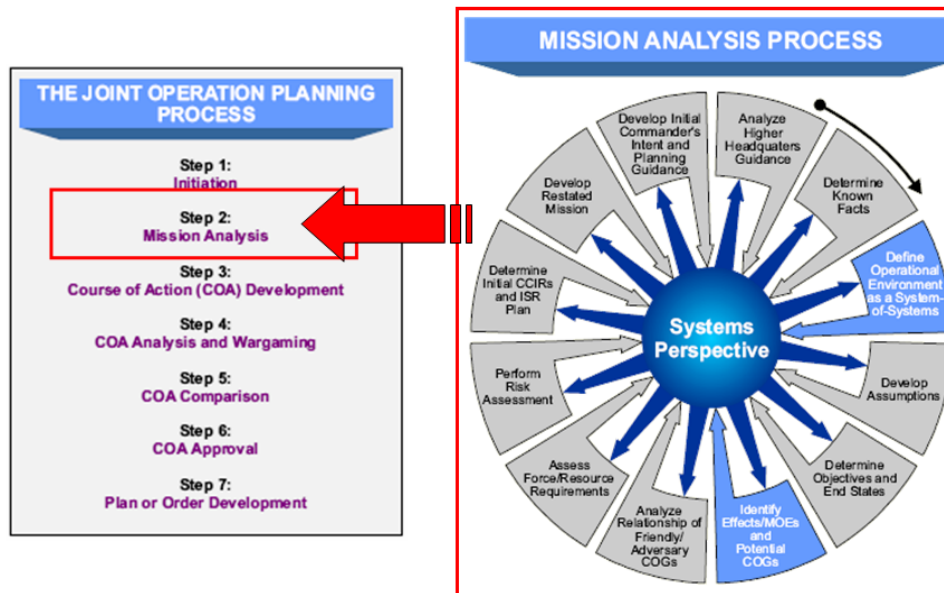 THE JOINT OPERATION PLANNING
PROCESS
Step 1:
Initiation
Step 2:
Mission Analysis
Step 3:
Course of Action (COA) Development
Step 4:
COA Analysis and Wargaming
Step 5:
COA Comparison
Step 6:
COA Approval
Step 7:
Plan or Order Development
MISSION ANALYSIS PROCESS
Analyze
Higher
Headquaters
Guidance
Determine
Known
Facts
Define
Operational
Environment
as a System-
of-Systems
Develop
Assumptions
Determine
Objectives and
End States
Identify
Effects/MOEs
and
Potential
COGs
Analyze
Relationship of
Friendly/
Adversary
COGs
Assess
Force/Resource
Requirements
Perform
Risk
Assessment
Determine
Initial CCIRs
and ISR
Plan
Develop
Restated
Mission
Develop Initial
Commander's
Intent and
Planning
Guidance
Systems
Perspective